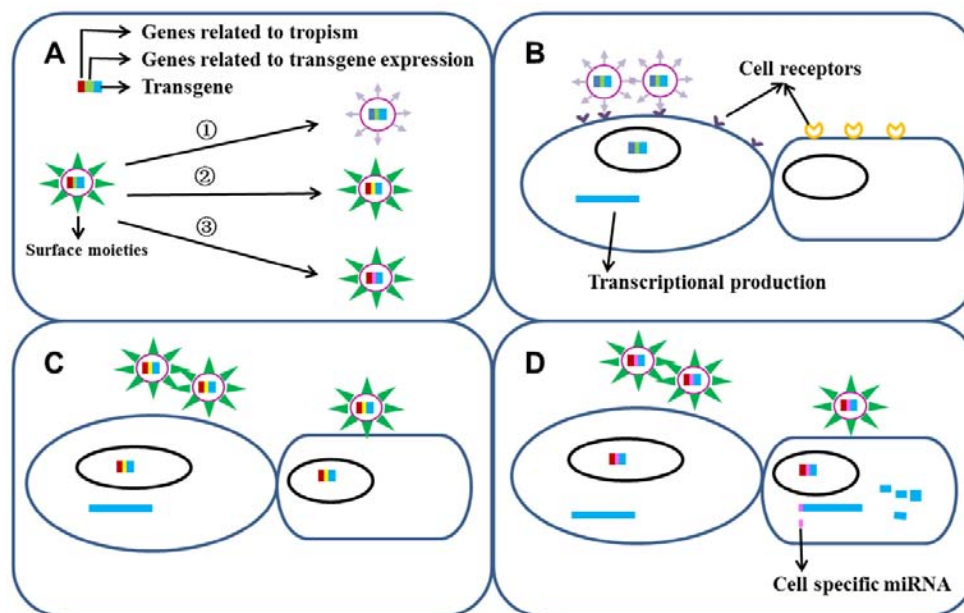 A
Genes related to tropism
Genes related to transgene expression
Transgene
①
②
③
Surface moieties
B
Cell receptors
Transcriptional production
C
D
Cell specific miRNA